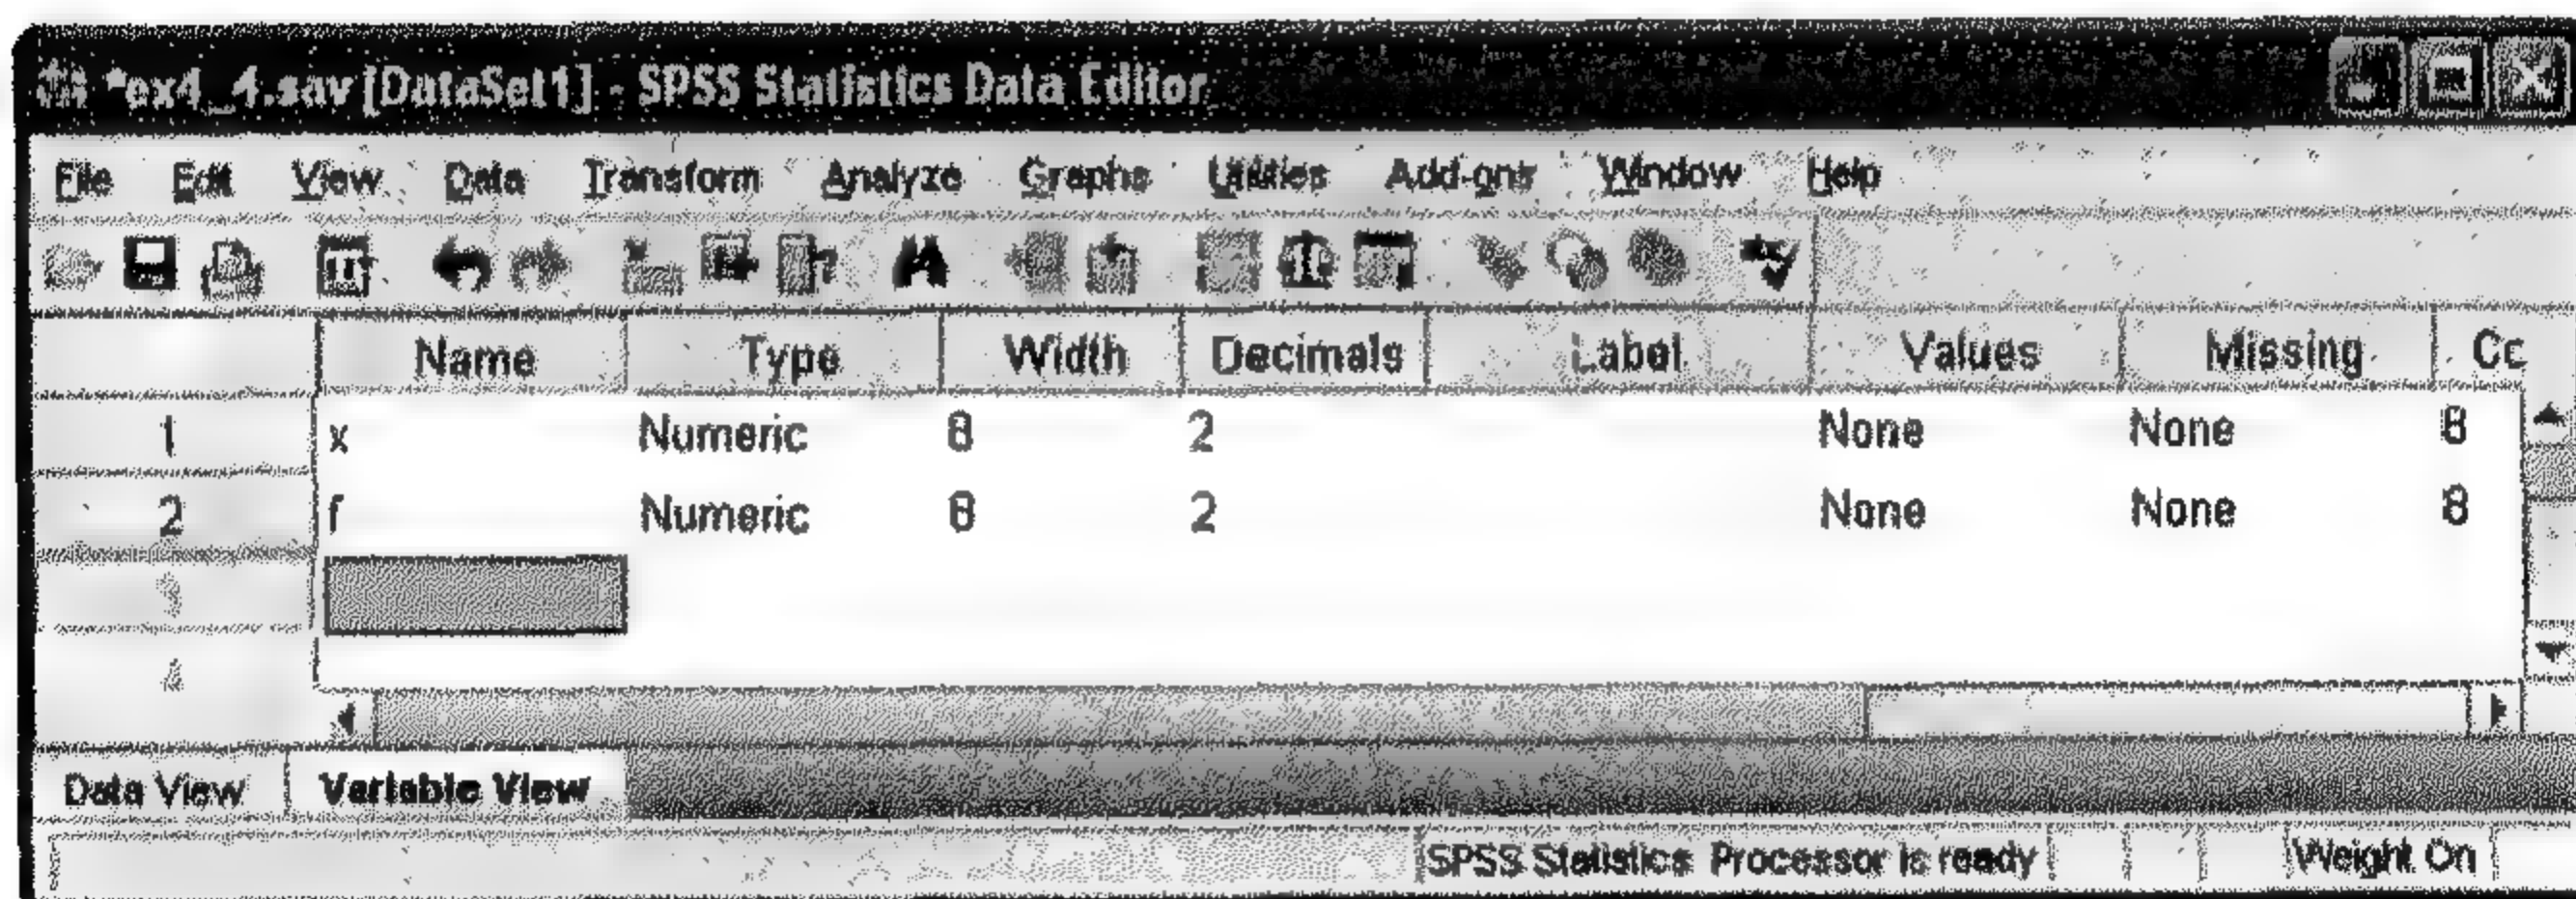 *ex4_4.sav [DataSet1] - SPSS Statistics Data Editor
File Edit View Data Transform Analyze Graphs Utilities Add-ons Window Help
Name Type Width Decimals Label Values Missing Cc
1 x Numeric 8 2 None None 8
2 f Numeric 8 2 None None 8
3
4
Data View Variable View
SPSS Statistics Processor is ready Weight On